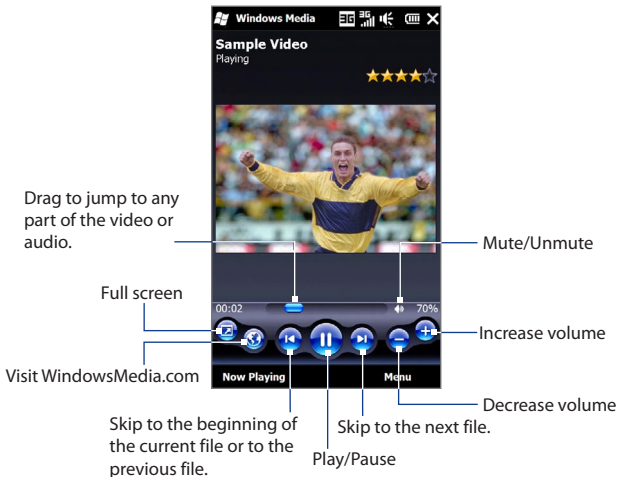 Windows Media
3G 3G
Sample Video
Playing
Drag to jump to any
part of the video or
audio.
Mute/Unmute
Full screen
00:02
70%
Increase volume
Visit WindowsMedia.com
Now Playing
Menu
Decrease volume
Skip to the beginning of
the current file or to the
previous file.
Skip to the next file.
Play/Pause